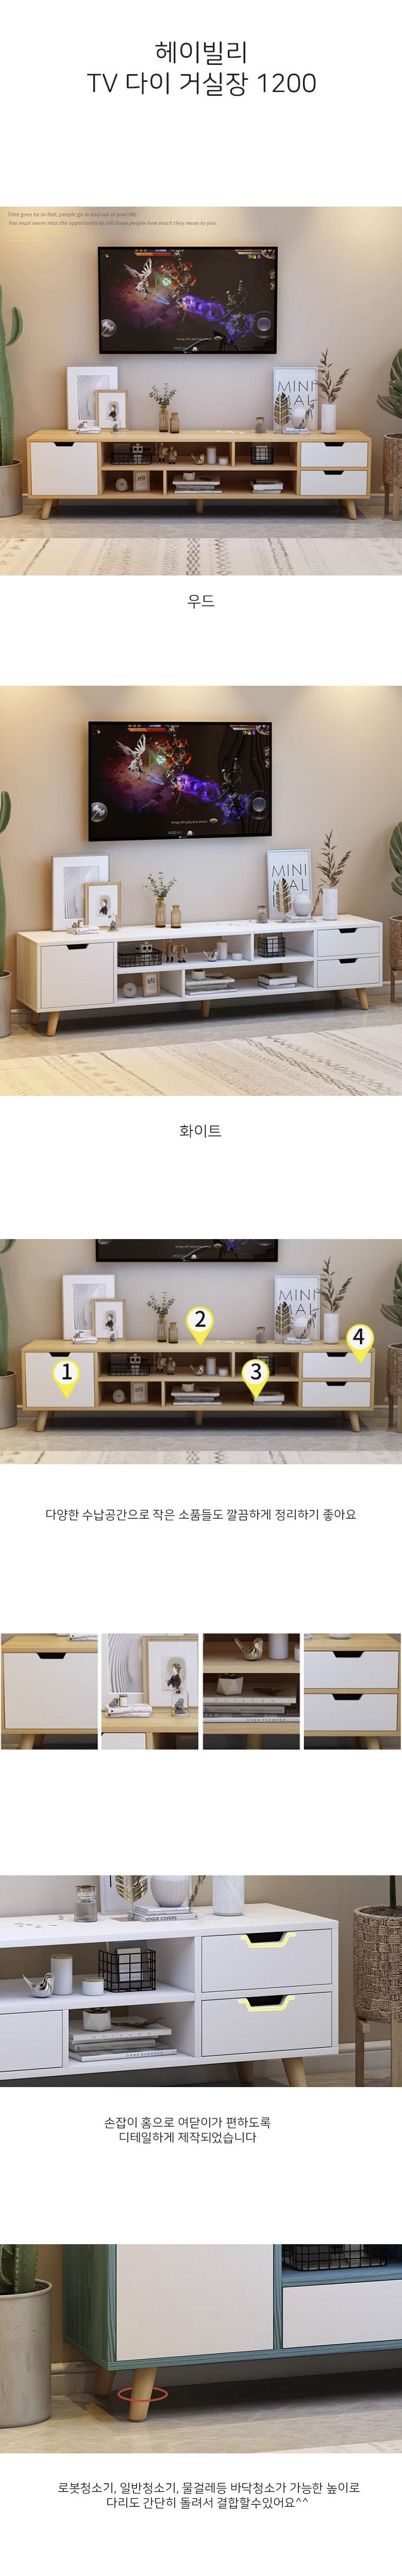 헤이빌리
TV 다이 거실장 1200
Time goes by so fast, people go in and out of your life.
You must never miss the opportunity to tell these people how much they mean to you.
MINI
우드
MINI
MAL
화이트
MINI
1
2
3
4
다양한 수납공간으로 작은 소품들도 깔끔하게 정리하기 좋아요
VOGUE COVERS
손잡이 홈으로 여닫이가 편하도록
디테일하게 제작되었습니다
로봇청소기, 일반청소기, 물걸레등 바닥청소가 가능한 높이로
다리도 간단히 돌려서 결합할수있어요^^